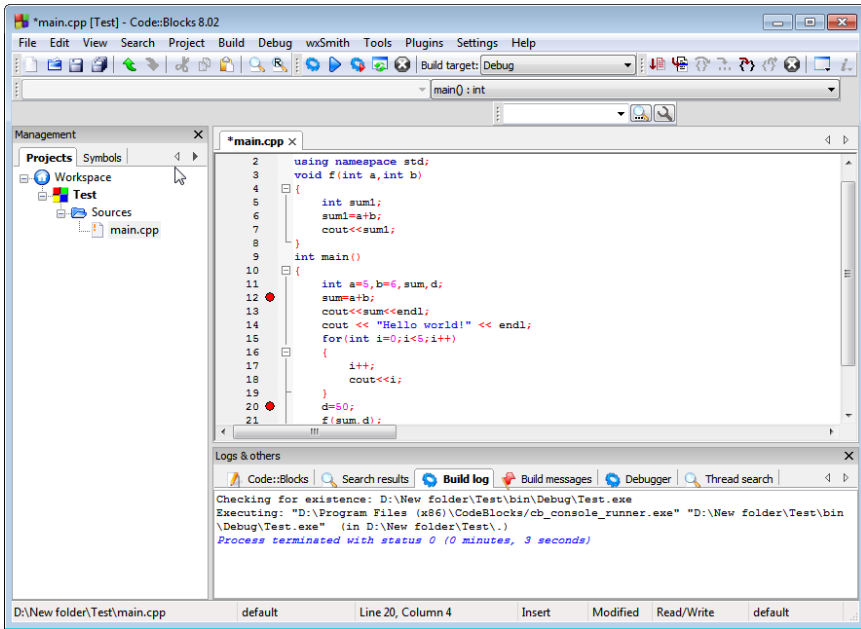 *main.cpp [Test] - Code::Blocks 8.02
File Edit View Search Project Build Debug wxSmith Tools Plugins Settings Help
Build target: Debug
main() : int
Management
Projects Symbols
Workspace
Test
Sources
main.cpp
*main.cpp
2 using namespace std;
3 void f(int a,int b)
4 {
5 int sum1;
6 sum1=a+b;
7 cout<<sum1;
8 }
9 int main()
10 {
11 int a=5,b=6,sum,d;
12 sum=a+b;
13 cout<<sum<<endl;
14 cout << "Hello world!" << endl;
15 for(int i=0;i<5;i++)
16 {
17 i++;
18 cout<<i;
19 }
20 d=50;
21 f(sum,d);
Logs & others
Code::Blocks Search results Build log Build messages Debugger Thread search
Checking for existence: D:\New folder\Test\bin\Debug\Test.exe
Executing: "D:\Program Files (x86)\CodeBlocks/cb_console_runner.exe" "D:\New folder\Test\bin
\Debug\Test.exe" (in D:\New folder\Test\.)
Process terminated with status 0 (0 minutes, 3 seconds)
D:\New folder\Test\main.cpp default Line 20, Column 4 Insert Modified Read/Write default